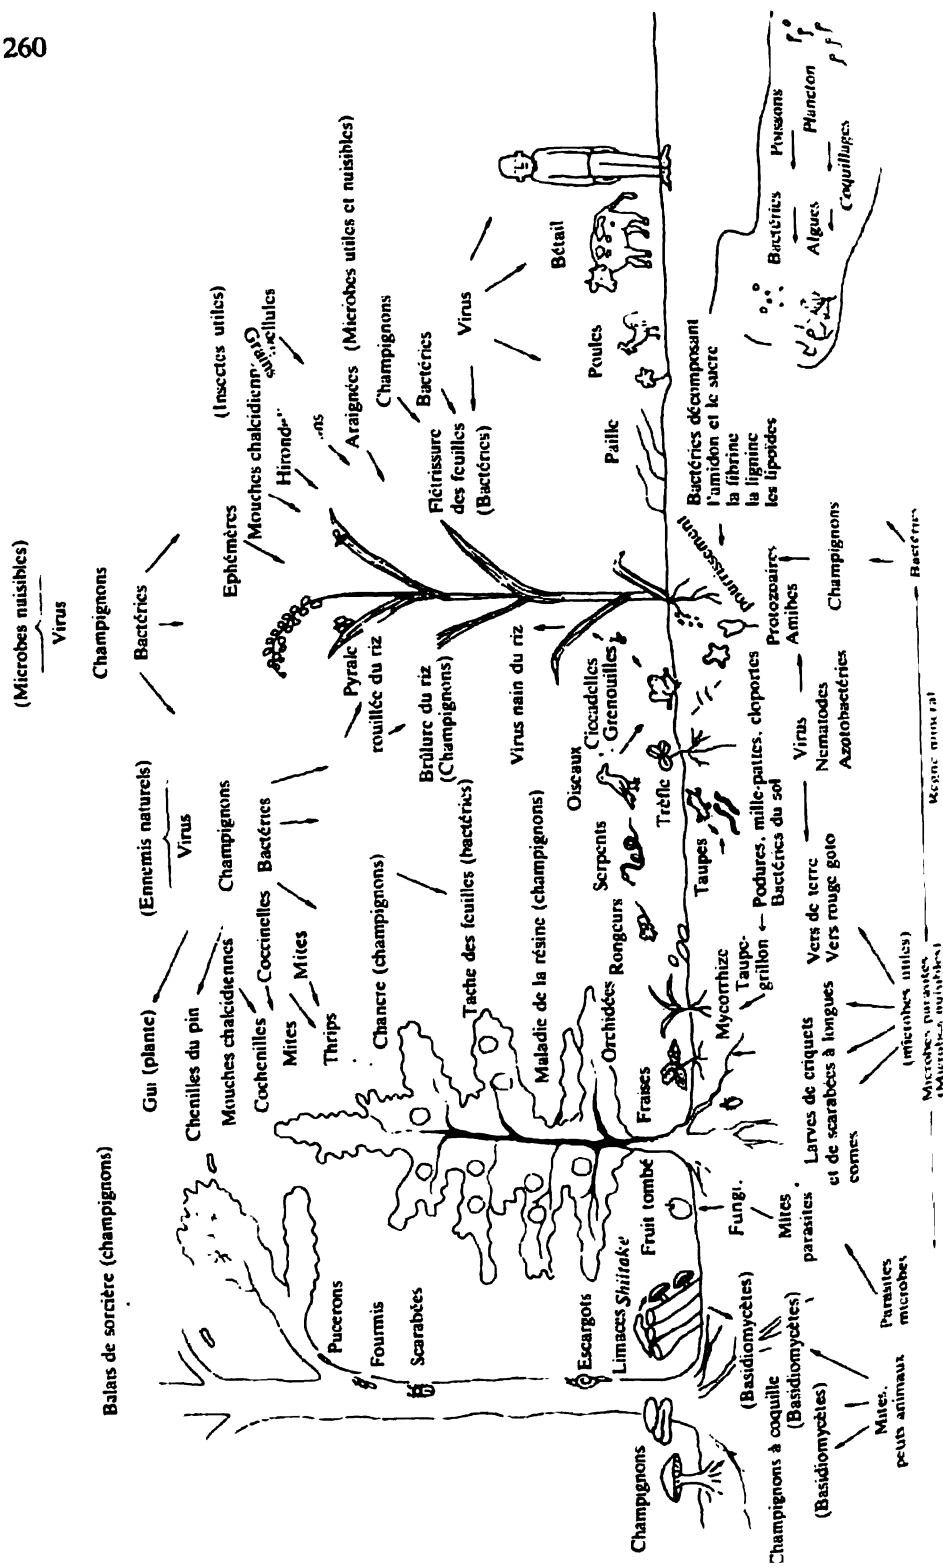 260
Balais de sorcière (champignons)
Gui (plante)
Chenilles du pin
Mouches chalcidiennes
Cochenilles
Coccinelles
Mites
Mites
Thrips
(Ennemis naturels)
Virus
Champignons
Bactéries
(Microbes nuisibles)
Virus
Champignons
Bactéries
(Insectes utiles)
Ephémères
Mouches chalcidienn
Araignées (Microbes utiles et nuisibles)
Champignons
Bactéries
Virus
Flétrissure
des feuilles
(Bactéries)
Pyrale
rouillée du riz
Brûlure du riz
(Champignons)
Virus nain du riz
Chancre (champignons)
Tache des feuilles (bactéries)
Maladie de la résine (champignons)
Pucerons
Fourmis
Scarabées
Escargots
Limaces
Shiitake
Champignons
Fruit tombé
Fraises
Orchidées
Rongeurs
Serpents
Oiseaux
Ciccadelles
Grenouilles
Trèfle
Paille
Poules
Bétail
pourrissement
Bactéries décomposant
l'amidon et le sucre
la fibrine
la lignine
les lipoïdes
Bactéries
Poissons
Algues
Plancton
Coquillages
(Basidiomycètes)
Champignons à coquille
(Basidiomycètes)
(Basidiomycètes)
Mites,
petits animaux
Parasites
microbes
Fungi.
Mites
parasites
Mycorrhize
Taupe-
grillon
Taupes
Podures, mille-pattes, cloportes
Bactéries du sol
Larves de criquets
et de scarabées à longues
cornes
Vers de terre
Vers rouge goto
Virus
Nematodes
Azotobactéries
Protozoaires
Amibes
Champignons
Bactéries
(microbes utiles)
Microbes parasites
(Microbes nuisibles)
Règne minéral